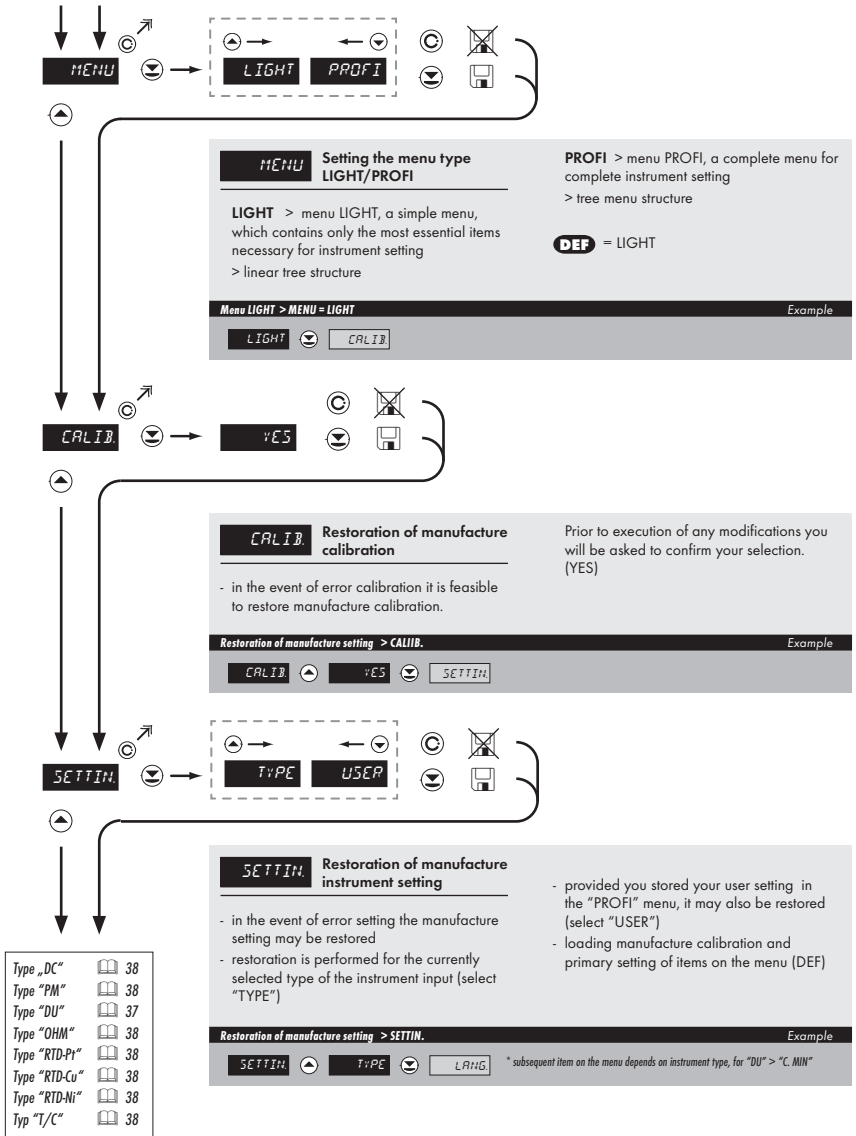 MENU
LIGHT PROFI
MENU
Setting the menu type
LIGHT/PROFI
LIGHT > menu LIGHT, a simple menu,
which contains only the most essential items
necessary for instrument setting
> linear tree structure
PROFI > menu PROFI, a complete menu for
complete instrument setting
> tree menu structure
DEF = LIGHT
Menu LIGHT > MENU = LIGHT Example
LIGHT CALIB.
CALIB. YES
CALIB.
Restoration of manufacture
calibration
- in the event of error calibration it is feasible
to restore manufacture calibration.
Prior to execution of any modifications you
will be asked to confirm your selection.
(YES)
Restoration of manufacture setting > CALIIB. Example
CALIB. YES SETTIN.
SETTIN. TYPE USER
SETTIN.
Restoration of manufacture
instrument setting
- in the event of error setting the manufacture
setting may be restored
- restoration is performed for the currently
selected type of the instrument input (select
“TYPE”)
- provided you stored your user setting in
the “PROFI” menu, it may also be restored
(select “USER”)
- loading manufacture calibration and
primary setting of items on the menu (DEF)
Restoration of manufacture setting > SETTIN. Example
SETTIN. TYPE LANG. * subsequent item on the menu depends on instrument type, for “DU” > “C. MIN”
Type „DC“ 38
Type “PM” 38
Type “DU” 37
Type “OHM” 38
Type “RTD-Pt” 38
Type “RTD-Cu” 38
Type “RTD-Ni” 38
Typ “T/C” 38